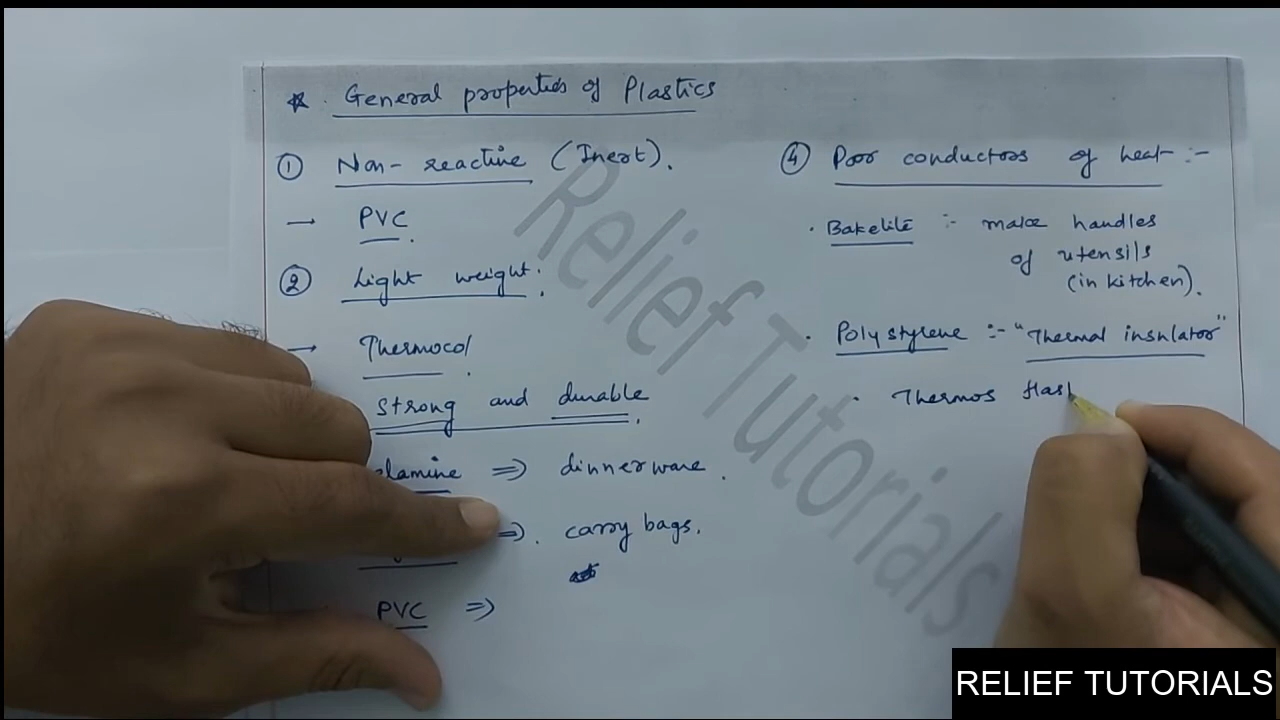 * General properties of Plastics
① Non-reactive (Inert).
→ PVC.
② Light weight:
→ Thermocol.
Strong and durable.
elamine => dinnerware.
=>. carry bags.
PVC =>
④ Poor conductors of heat :-
· Bakelite :- make handles
of utensils
(in kitchen).
· Polystyrene :- "Thermal insulator"
· Thermos flask
Relief Tutorials
RELIEF TUTORIALS